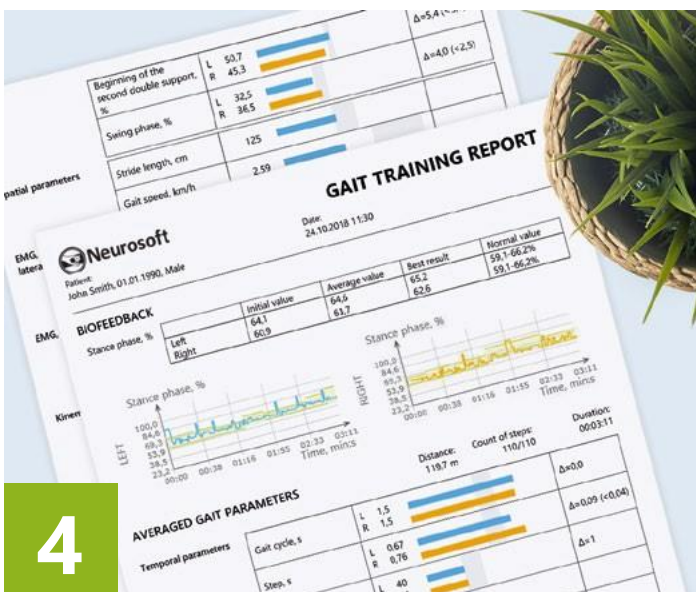 Beginning of the
second double support,
%
L 50,7
R 45,3
Δ=5,4
Swing phase, %
L 32,5
R 36,5
Δ=4,0 (<2,5)
patial parameters
Stride length, cm
125
Gait speed, km/h
2.59
EMG,
latera
EMG,
Kinem
GAIT TRAINING REPORT
Neurosoft
Date:
24.10.2018 11:30
Patient:
John Smith, 01.01.1990, Male
BIOFEEDBACK
Initial value Average value Best result Normal value
Stance phase, % Left 64,1 64,6 65,2 59,1-66,2%
Right 60,9 61,7 62,6 59,1-66,2%
Stance phase, %
LEFT
100,0
84,6
69,3
53,9
38,5
23,2
00:00 00:38 01:16 01:55 02:33 03:11
Time, min:s
Stance phase, %
RIGHT
100,0
84,6
69,3
53,9
38,5
23,2
00:00 00:38 01:16 01:55 02:33 03:11
Time, min:s
Distance:
119,7 m
Count of steps:
110/110
Duration:
00:03:11
AVERAGED GAIT PARAMETERS
Temporal parameters
Gait cycle, s
L 1,5
R 1,5
Δ=0,0
Step, s
L 0,67
R 0,76
Δ=0,09 (<0,04)
L 40
Δ=1
4